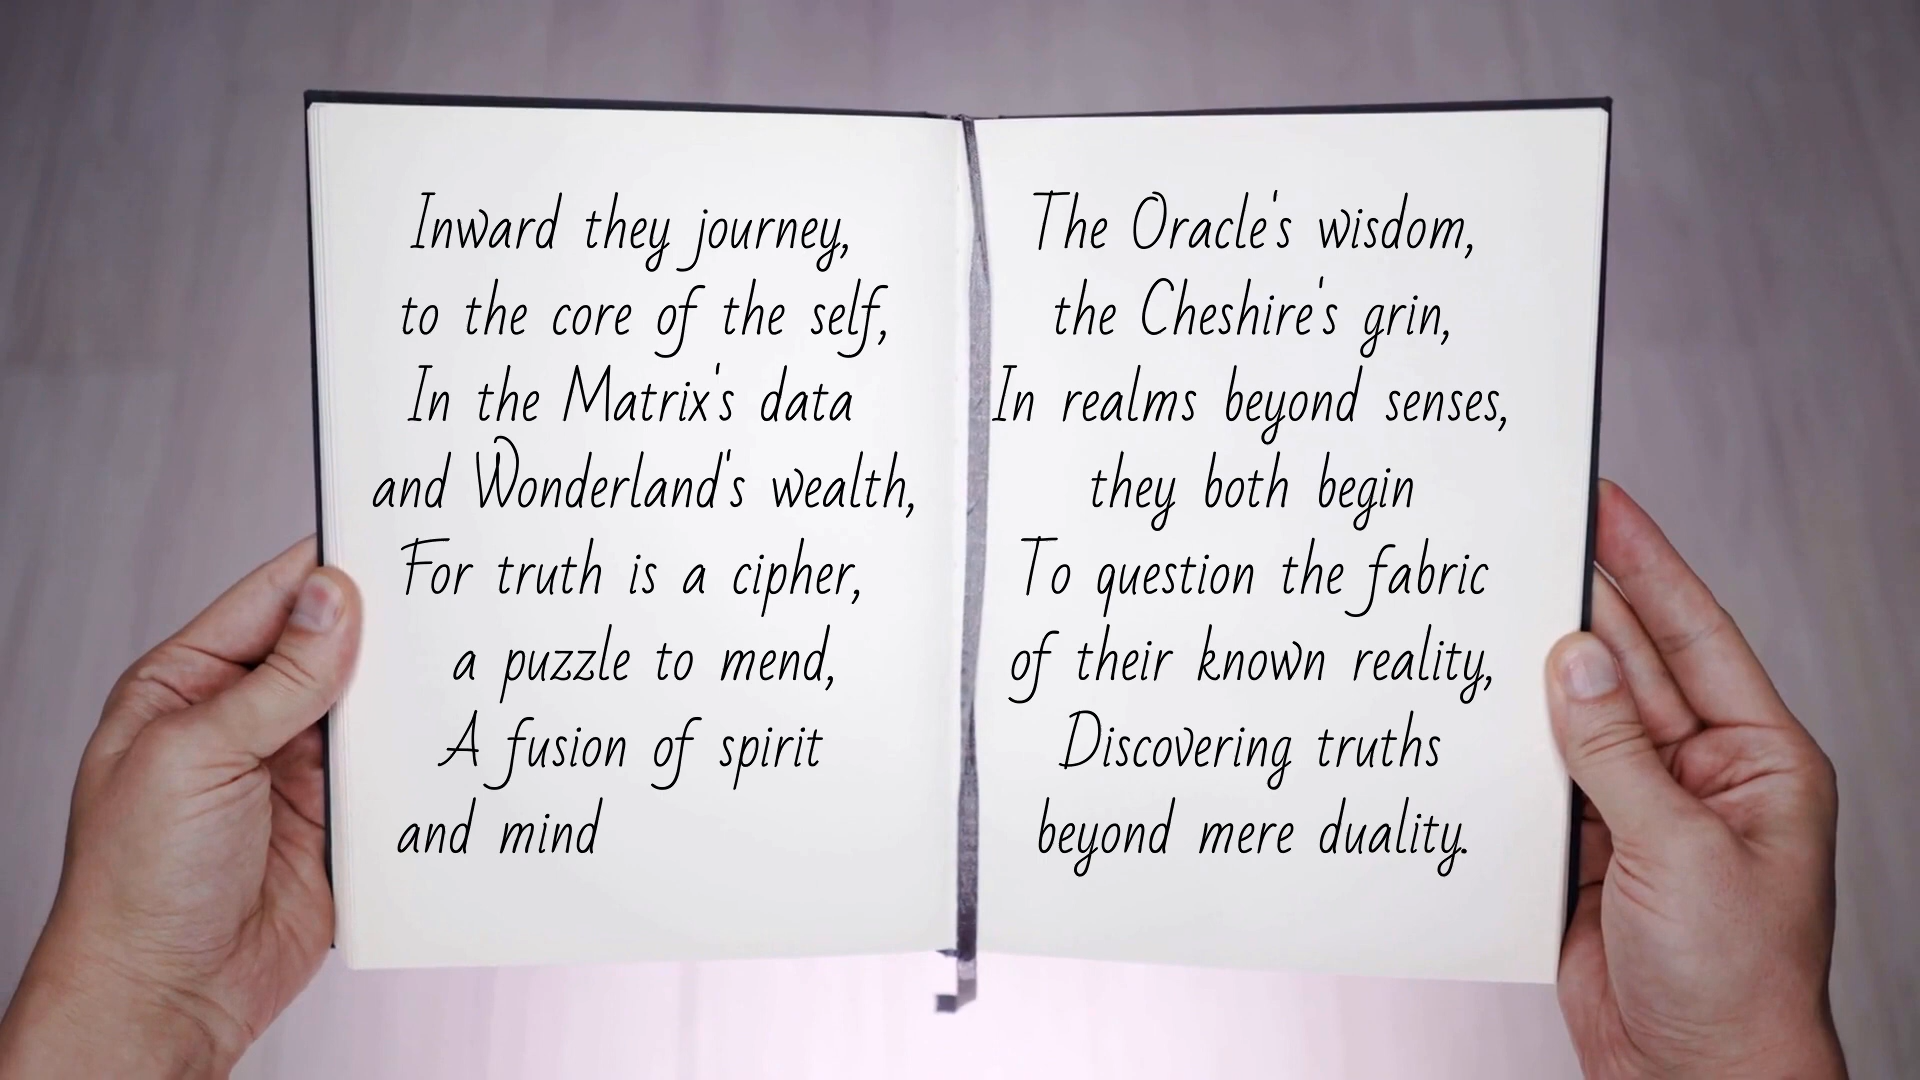 Inward they journey,
to the core of the self,
In the Matrix's data
and Wonderland's wealth,
For truth is a cipher,
a puzzle to mend,
A fusion of spirit
and mind
The Oracle's wisdom,
the Cheshire's grin,
In realms beyond senses,
they both begin
To question the fabric
of their known reality,
Discovering truths
beyond mere duality.